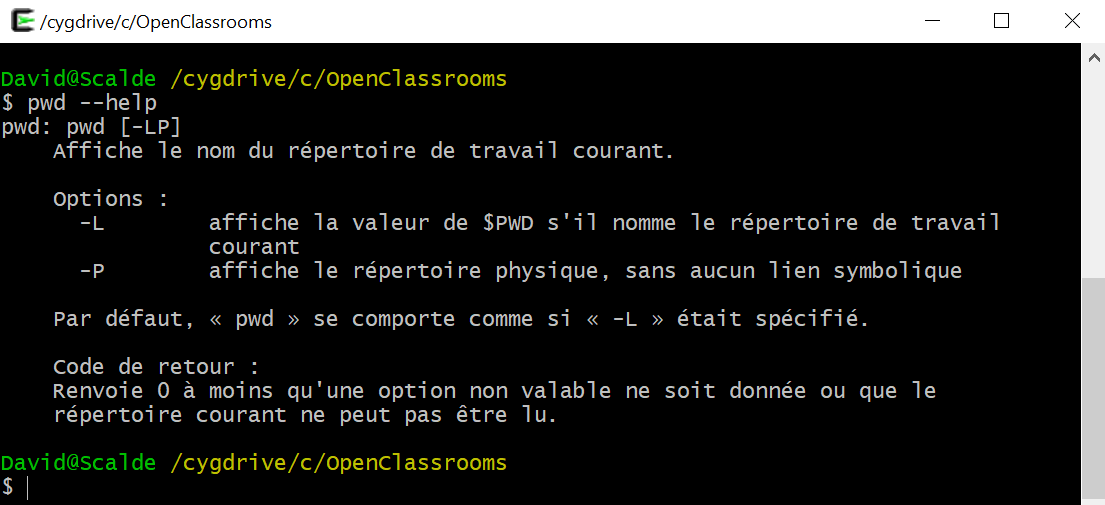 /cygdrive/c/OpenClassrooms
David@Scalde /cygdrive/c/OpenClassrooms
$ pwd --help
pwd: pwd [-LP]
    Affiche le nom du répertoire de travail courant.

    Options :
      -L        affiche la valeur de $PWD s'il nomme le répertoire de travail
                courant
      -P        affiche le répertoire physique, sans aucun lien symbolique

    Par défaut, « pwd » se comporte comme si « -L » était spécifié.

    Code de retour :
    Renvoie 0 à moins qu'une option non valable ne soit donnée ou que le
    répertoire courant ne peut pas être lu.

David@Scalde /cygdrive/c/OpenClassrooms
$